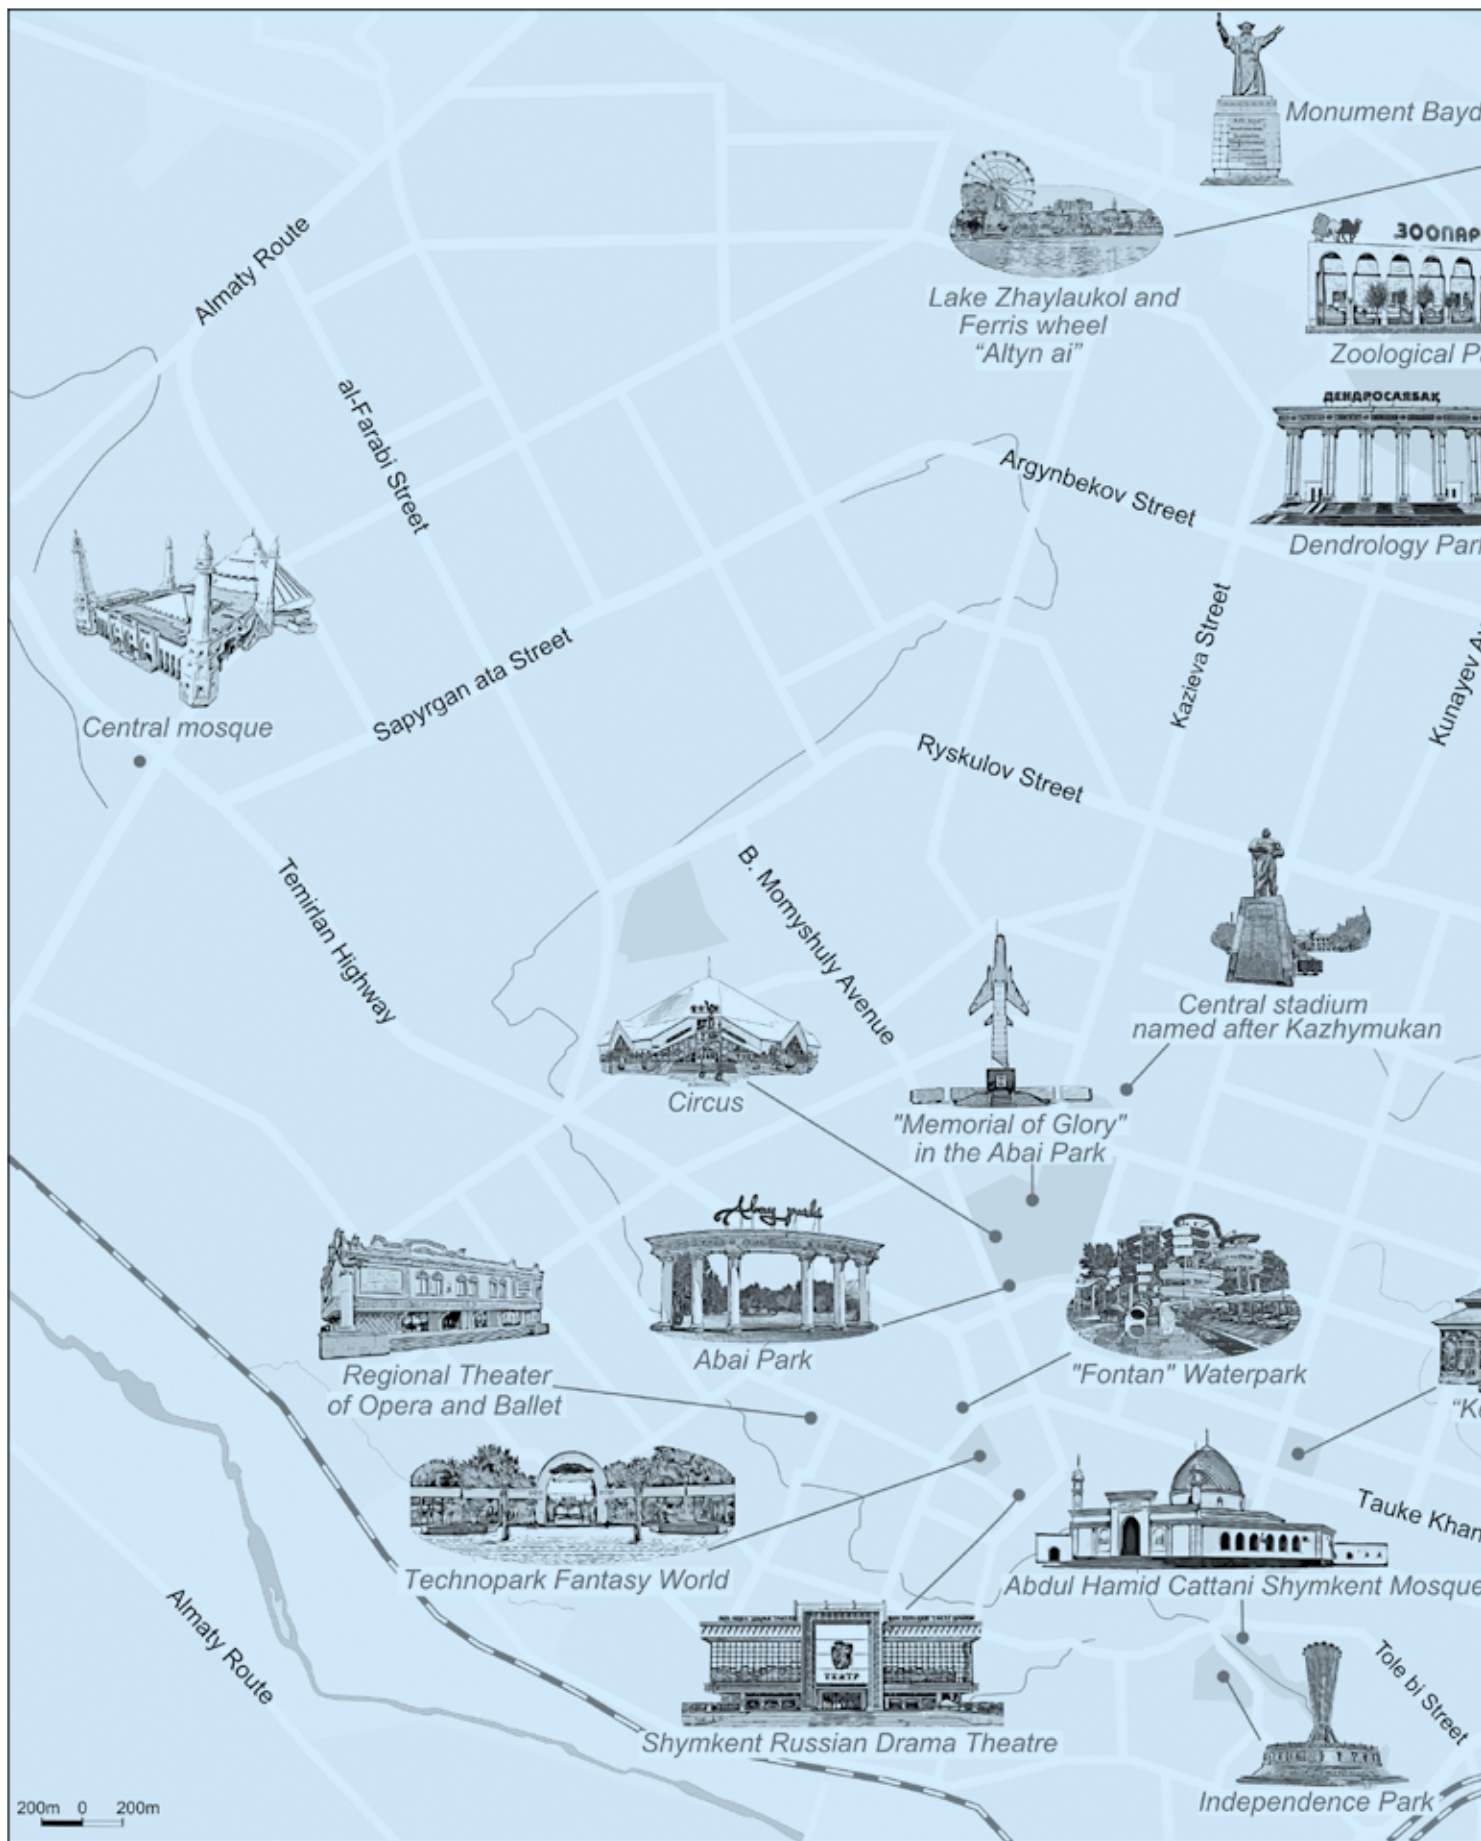 Monument Bayd
ЗООПАР
Almaty Route
Lake Zhaylaukol and
Ferris wheel
“Altyn ai”
Zoological P
ДЕНДРОСАЯБАҚ
al-Farabi Street
Argynbekov Street
Dendrology Par
Kazieva Street
Sapyrgan ata Street
Kunayev A
Central mosque
Ryskulov Street
Temirlan Highway
B. Momyshuly Avenue
Central stadium
named after Kazhymukan
Circus
"Memorial of Glory"
in the Abai Park
Abay park
Abai Park
Regional Theater
of Opera and Ballet
"Fontan" Waterpark
Tauke Khan
Technopark Fantasy World
Abdul Hamid Cattani Shymkent Mosque
Almaty Route
ТЕАТР
Tole bi Street
Shymkent Russian Drama Theatre
Independence Park
200m 0 200m